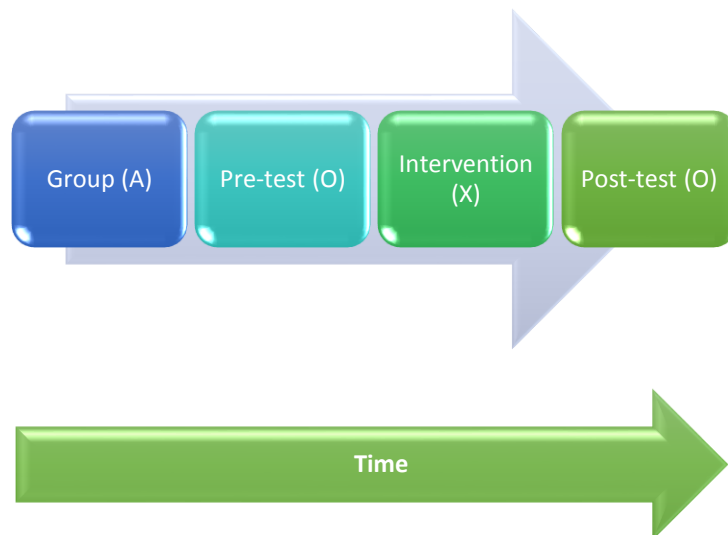 Group (A)
Pre-test (O)
Intervention
(X)
Post-test (O)
Time